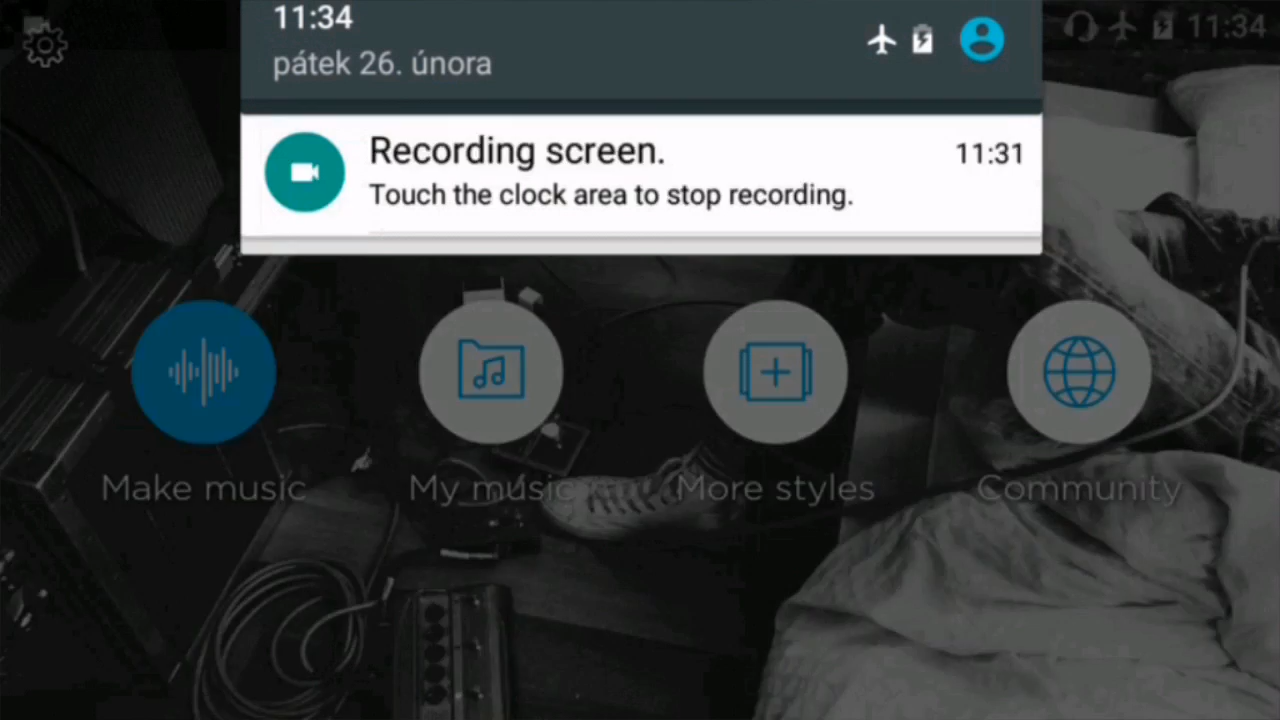 11:34
11:34
pátek 26. února
Recording screen.
11:31
Touch the clock area to stop recording.
Make music
My music
More styles
Community